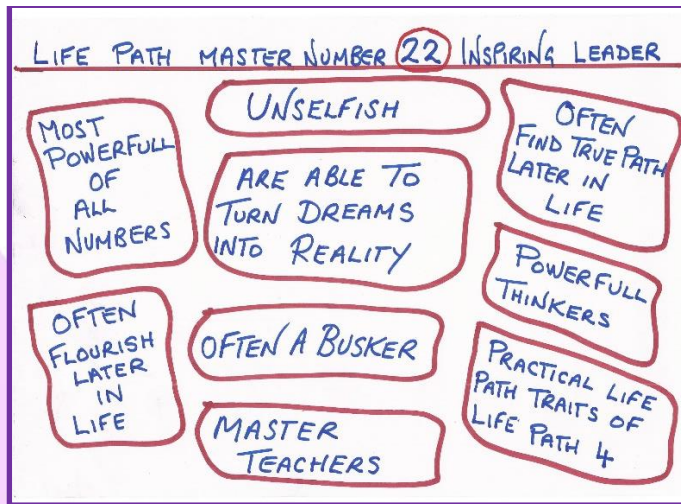 LIFE PATH MASTER NUMBER 22 INSPIRING LEADER
MOST
POWERFULL
OF
ALL
NUMBERS
UNSELFISH
OFTEN
FIND TRUE PATH
LATER IN
LIFE
ARE ABLE TO
TURN DREAMS
INTO REALITY
POWERFULL
THINKERS
OFTEN
FLOURISH
LATER
IN
LIFE
OFTEN A BUSKER
PRACTICAL LIFE
PATH TRAITS OF
LIFE PATH 4
MASTER
TEACHERS